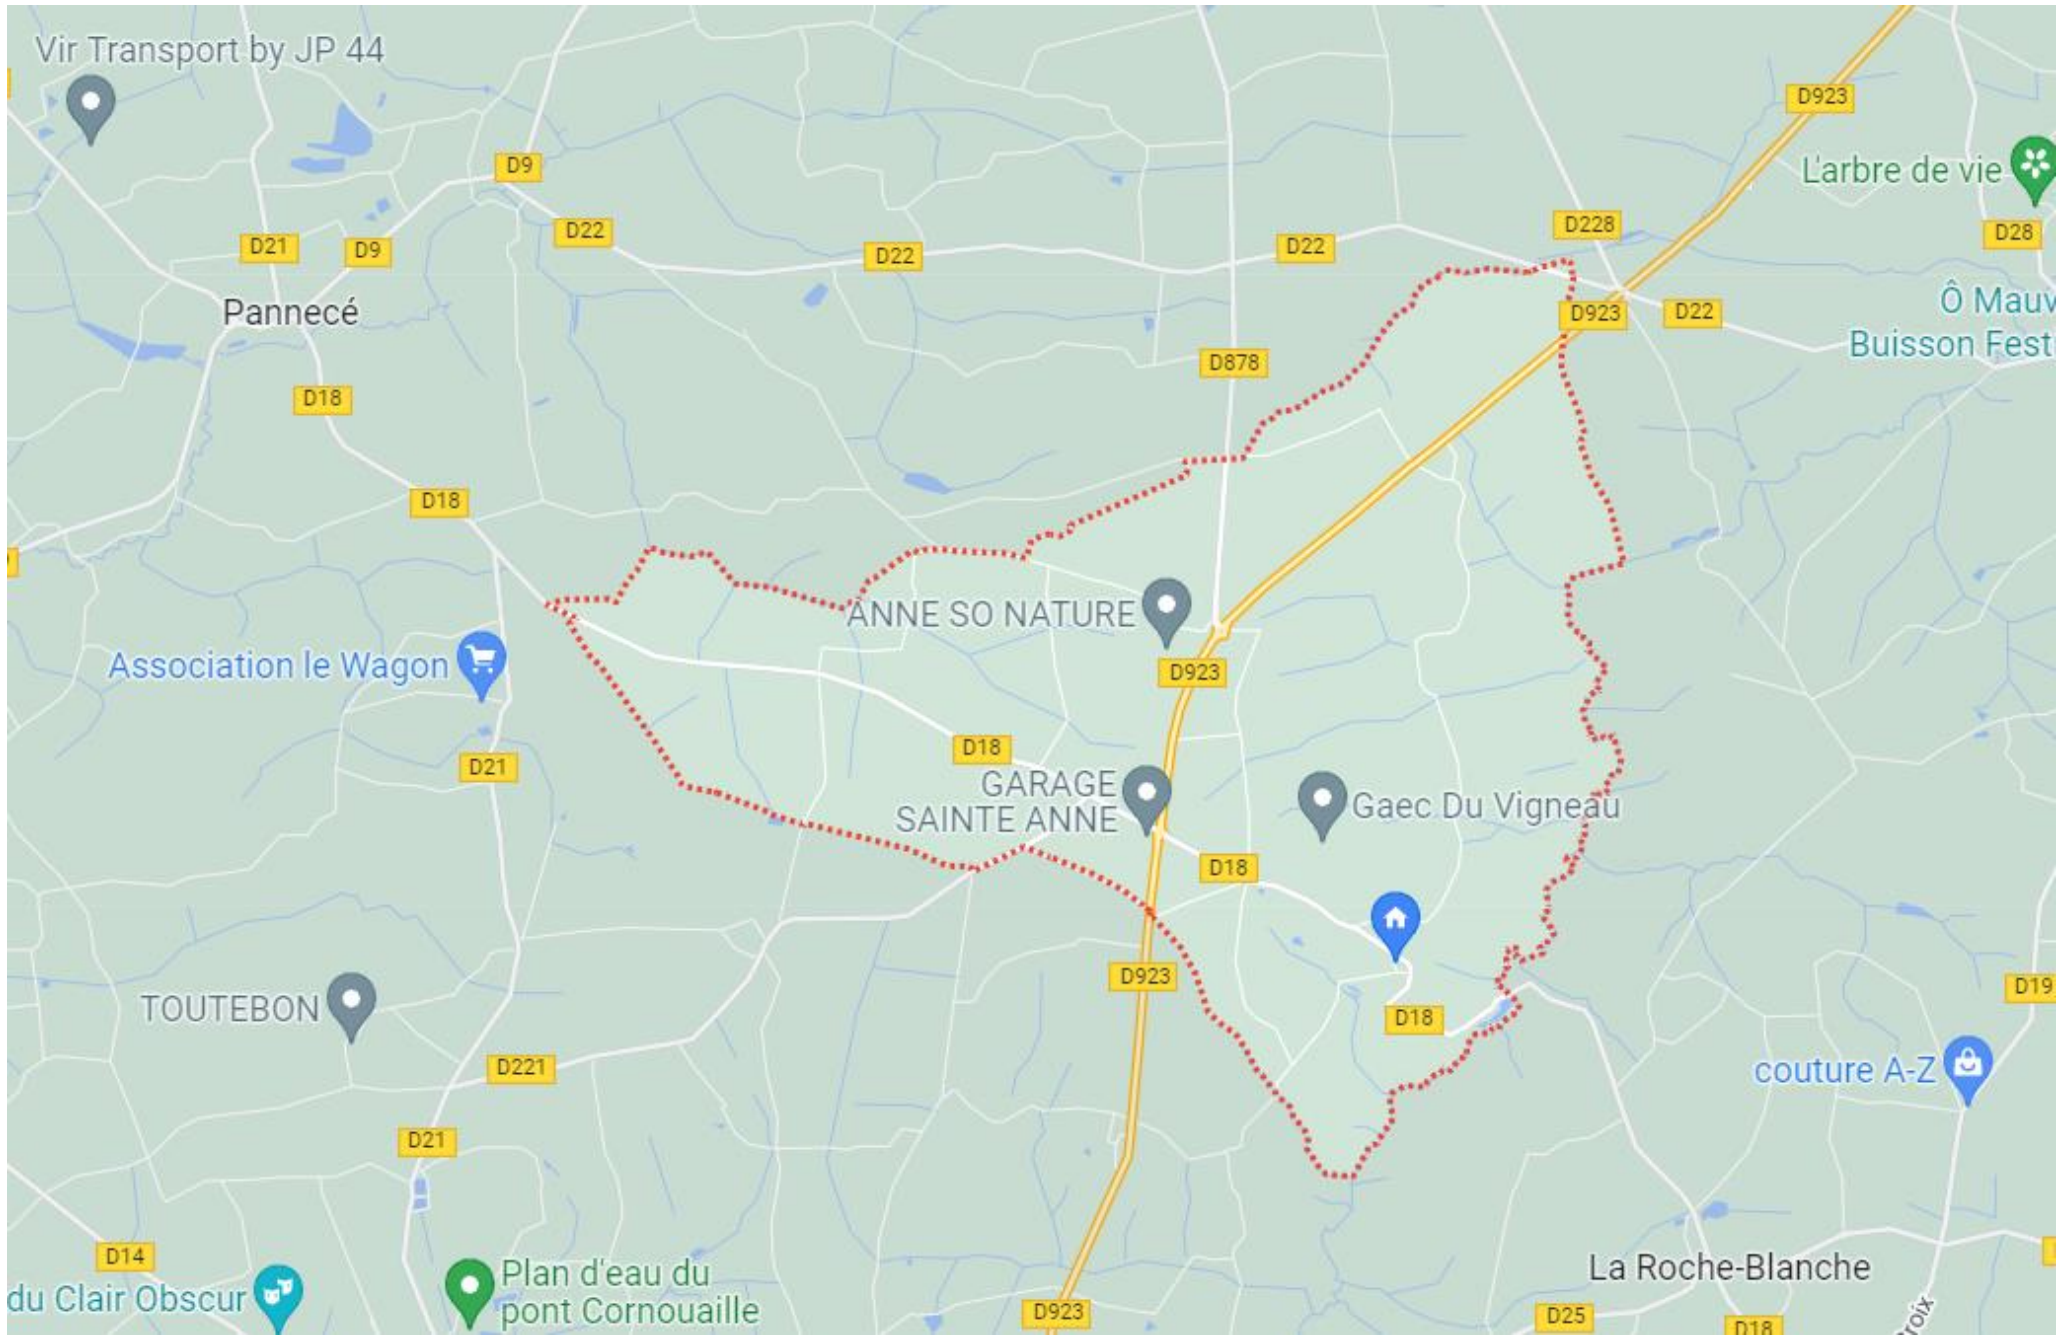 Vir Transport by JP 44
D923
D9
L'arbre de vie
D22
D228
D28
D21
D9
D22
D22
Pannecé
D923
D22
Ô Mauv
Buisson Fest
D878
D18
D18
ANNE SO NATURE
Association le Wagon
D923
D18
D21
GARAGE
SAINTE ANNE
Gaec Du Vigneau
D18
D923
D19
TOUTEBON
D18
D221
couture A-Z
D21
D14
du Clair Obscur
Plan d'eau du
pont Cornouaille
La Roche-Blanche
D923
D25
D18
roix